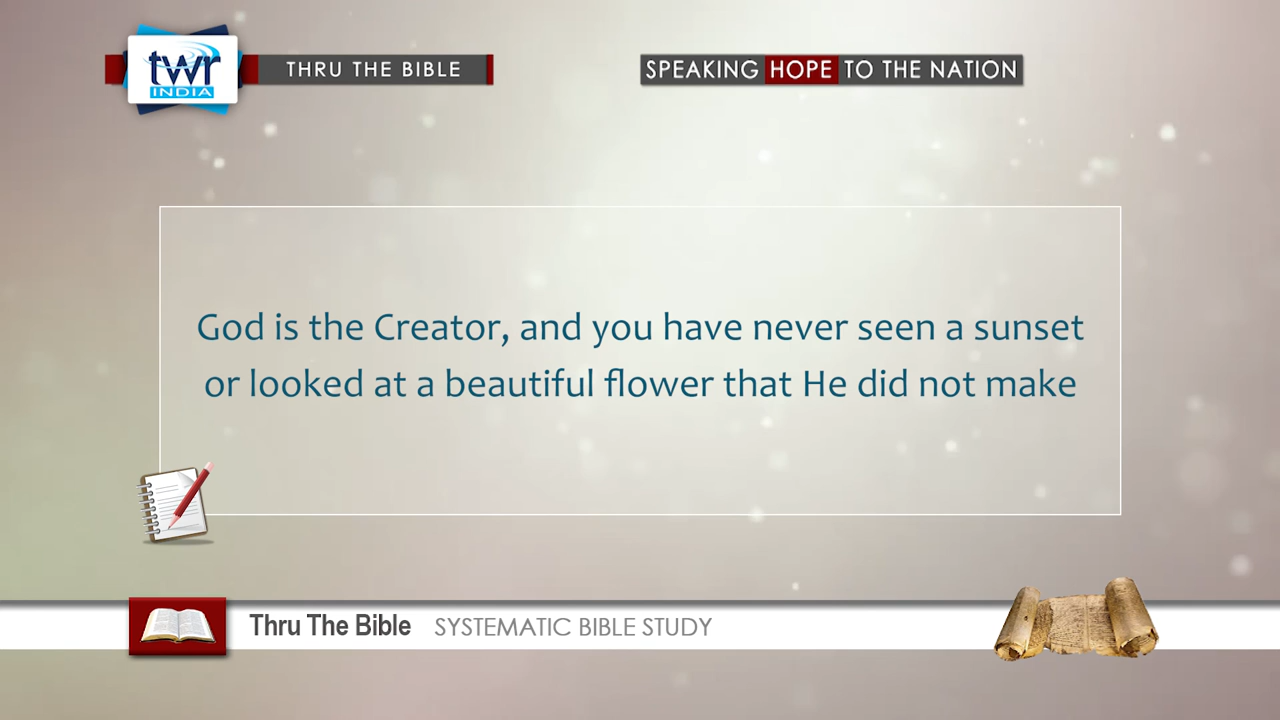 twr
INDIA
THRU THE BIBLE
SPEAKING HOPE TO THE NATION
God is the Creator, and you have never seen a sunset
or looked at a beautiful flower that He did not make
Thru The Bible SYSTEMATIC BIBLE STUDY